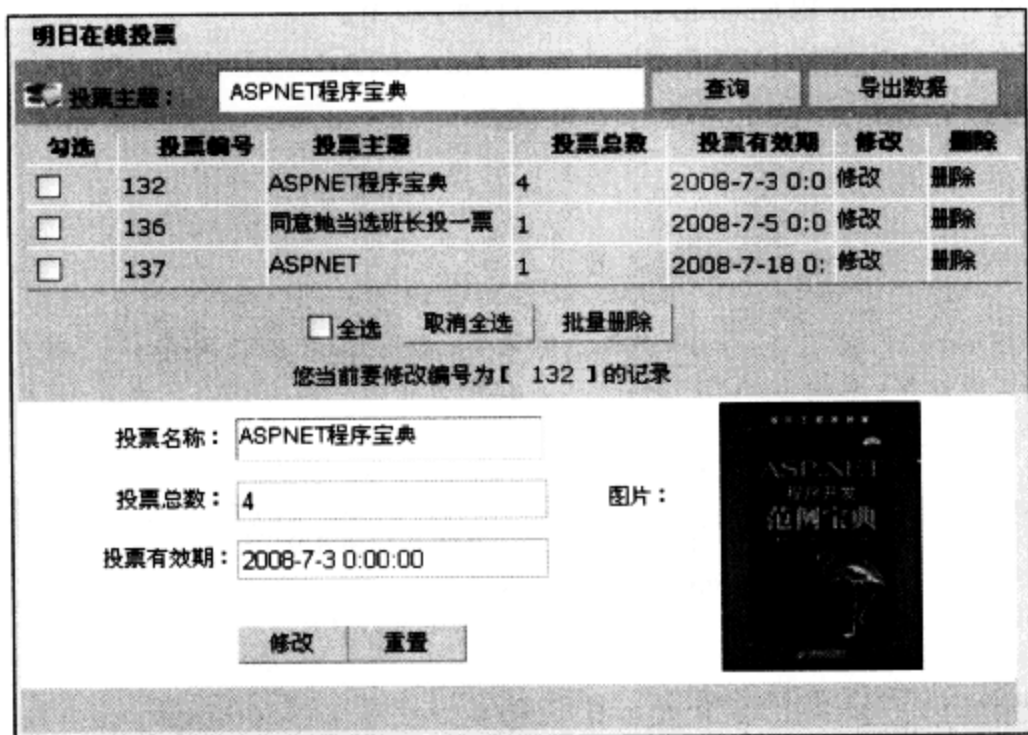 明日在线投票
投票主题： ASPNET程序宝典 查询 导出数据
勾选 投票编号 投票主题 投票总数 投票有效期 修改 删除
132 ASPNET程序宝典 4 2008-7-3 0:0 修改 删除
136 同意她当选班长投一票 1 2008-7-5 0:0 修改 删除
137 ASPNET 1 2008-7-18 0: 修改 删除
全选 取消全选 批量删除
您当前要修改编号为【 132 】的记录
投票名称： ASPNET程序宝典
投票总数： 4
图片：
投票有效期： 2008-7-3 0:00:00
修改 重置
ASP.NET
程序开发
范例宝典